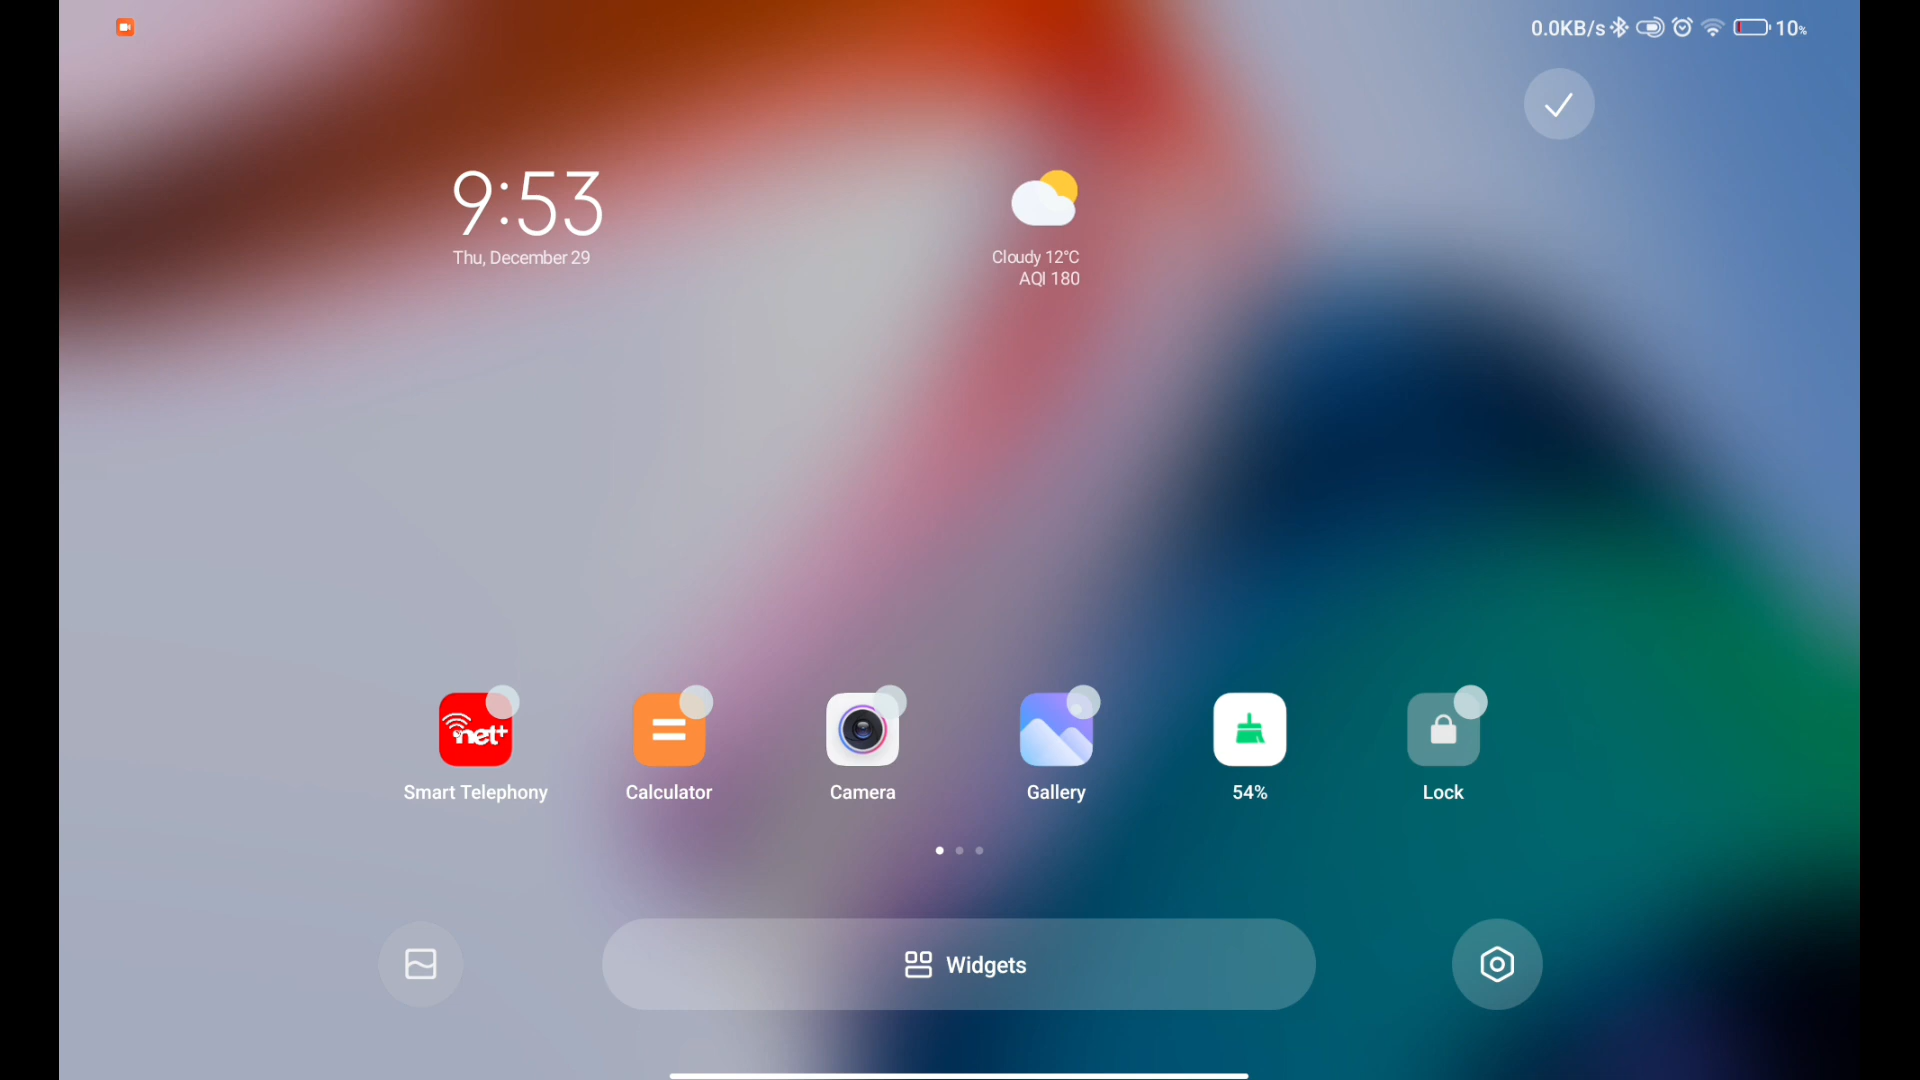 0.0KB/s 10%
9:53
Thu, December 29
Cloudy 12°C
AQI 180
net+
Smart Telephony
Calculator
Camera
Gallery
54%
Lock
Widgets